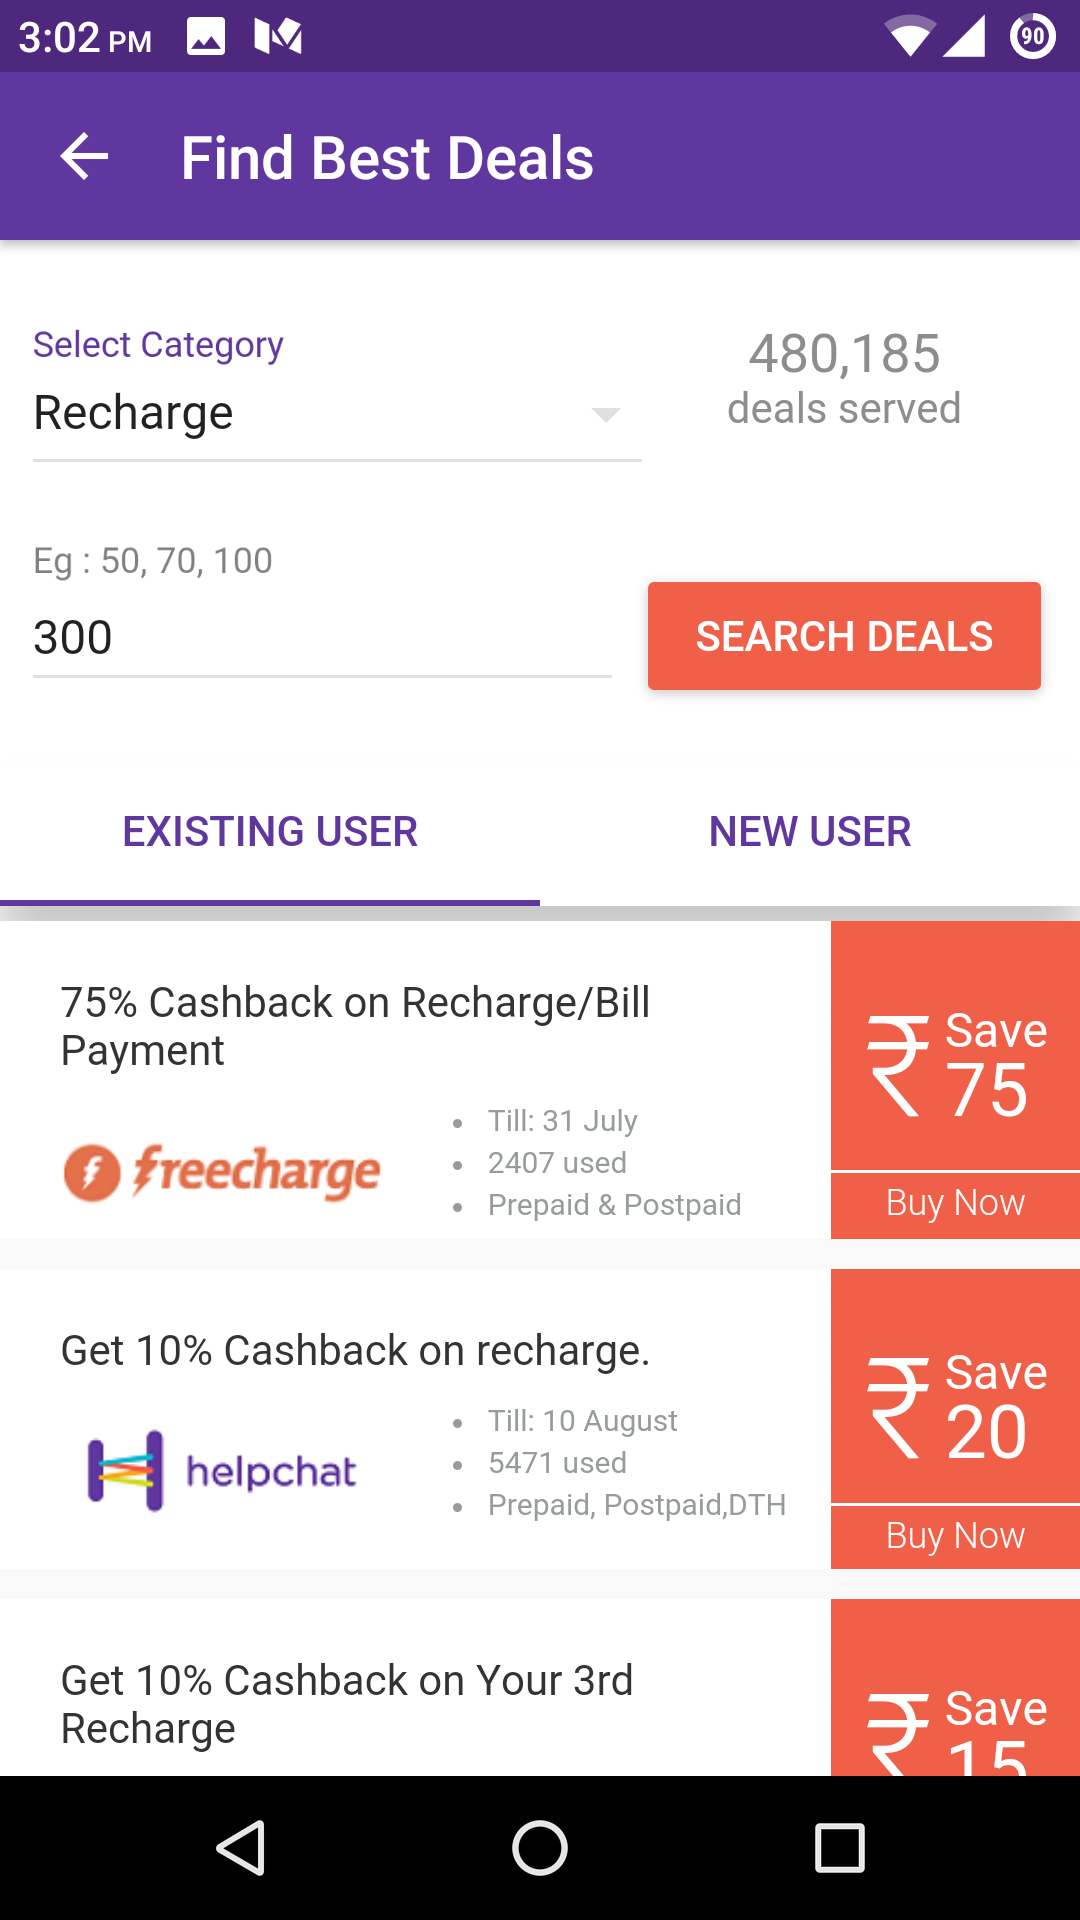 3:02 PM
90
Find Best Deals
Select Category
Recharge
480,185
deals served
Eg : 50, 70, 100
300
SEARCH DEALS
EXISTING USER
NEW USER
75% Cashback on Recharge/Bill
Payment
freecharge
Till: 31 July
2407 used
Prepaid & Postpaid
₹ Save
75
Buy Now
Get 10% Cashback on recharge.
helpchat
Till: 10 August
5471 used
Prepaid, Postpaid,DTH
₹ Save
20
Buy Now
Get 10% Cashback on Your 3rd
Recharge
₹ Save
15